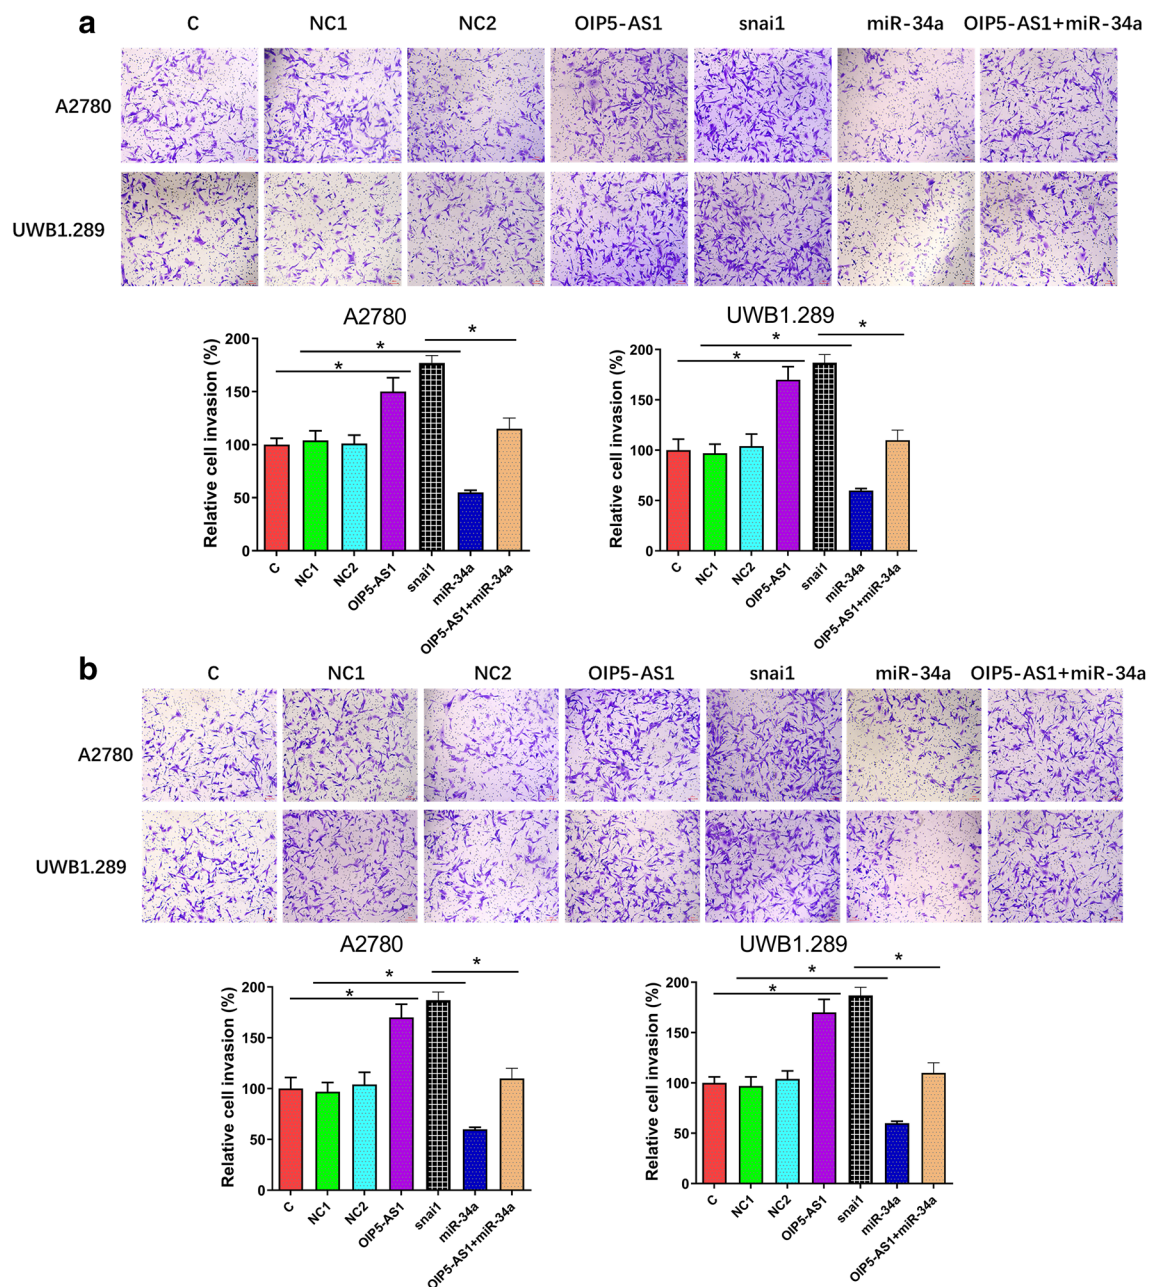 a
C NC1 NC2 OIP5-AS1 snai1 miR-34a OIP5-AS1+miR-34a
A2780
UWB1.289
A2780
Relative cell invasion (%)
200
150
100
50
0
* * *
C NC1 NC2 OIP5-AS1 snai1 miR-34a OIP5-AS1+miR-34a
UWB1.289
Relative cell invasion (%)
200
150
100
50
0
* * *
C NC1 NC2 OIP5-AS1 snai1 miR-34a OIP5-AS1+miR-34a
b
C NC1 NC2 OIP5-AS1 snai1 miR-34a OIP5-AS1+miR-34a
A2780
UWB1.289
A2780
Relative cell invasion (%)
200
150
100
50
0
* * *
C NC1 NC2 OIP5-AS1 snai1 miR-34a OIP5-AS1+miR-34a
UWB1.289
Relative cell invasion (%)
200
150
100
50
0
* * *
C NC1 NC2 OIP5-AS1 snai1 miR-34a OIP5-AS1+miR-34a